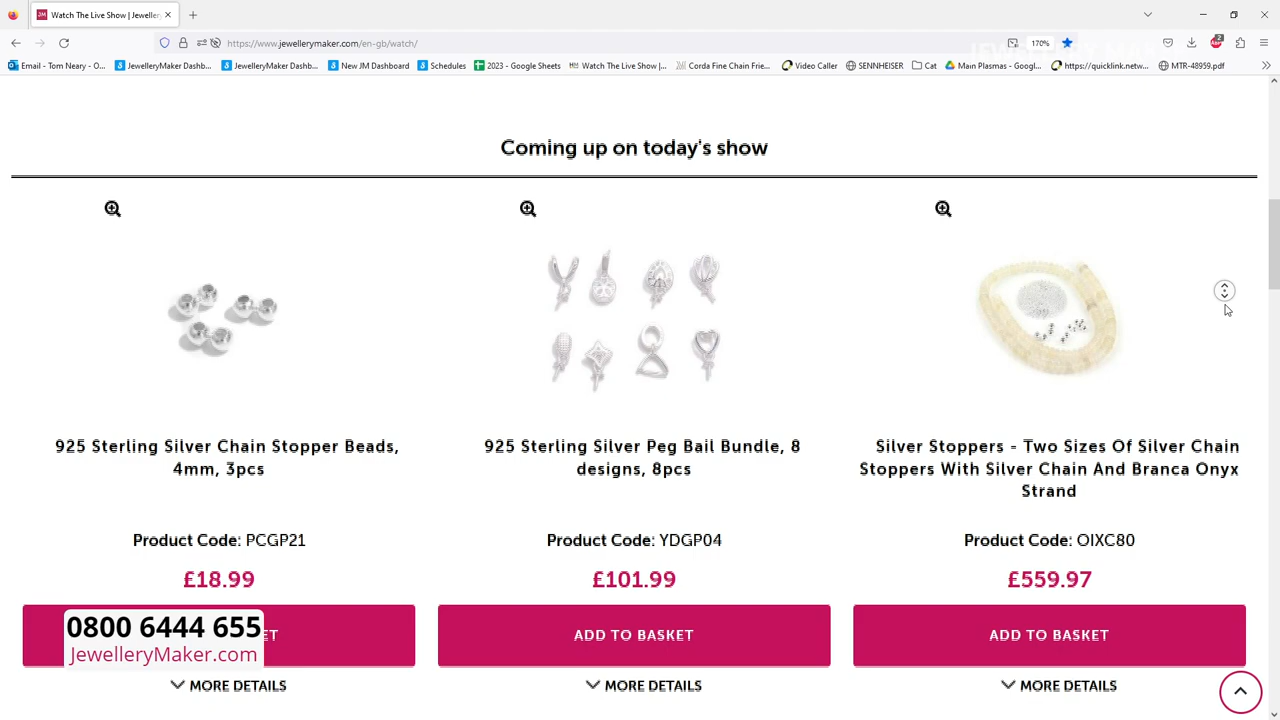 Watch The Live Show | Jeweller
https://www.jewellerymaker.com/en-gb/watch/
170%
2
Email - Tom Neary - O...
JewelleryMaker Dashb...
JewelleryMaker Dashb...
New JM Dashboard
Schedules
2023 - Google Sheets
Watch The Live Show |...
Corda Fine Chain Frie...
Video Caller
SENNHEISER
Cat
Main Plasmas - Googl...
https://quicklink.netw...
MTR-48959.pdf
Coming up on today's show
925 Sterling Silver Chain Stopper Beads,
4mm, 3pcs
Product Code: PCGP21
£18.99
ET
MORE DETAILS
925 Sterling Silver Peg Bail Bundle, 8
designs, 8pcs
Product Code: YDGP04
£101.99
ADD TO BASKET
MORE DETAILS
Silver Stoppers - Two Sizes Of Silver Chain
Stoppers With Silver Chain And Branca Onyx
Strand
Product Code: OIXC80
£559.97
ADD TO BASKET
MORE DETAILS
0800 6444 655
JewelleryMaker.com